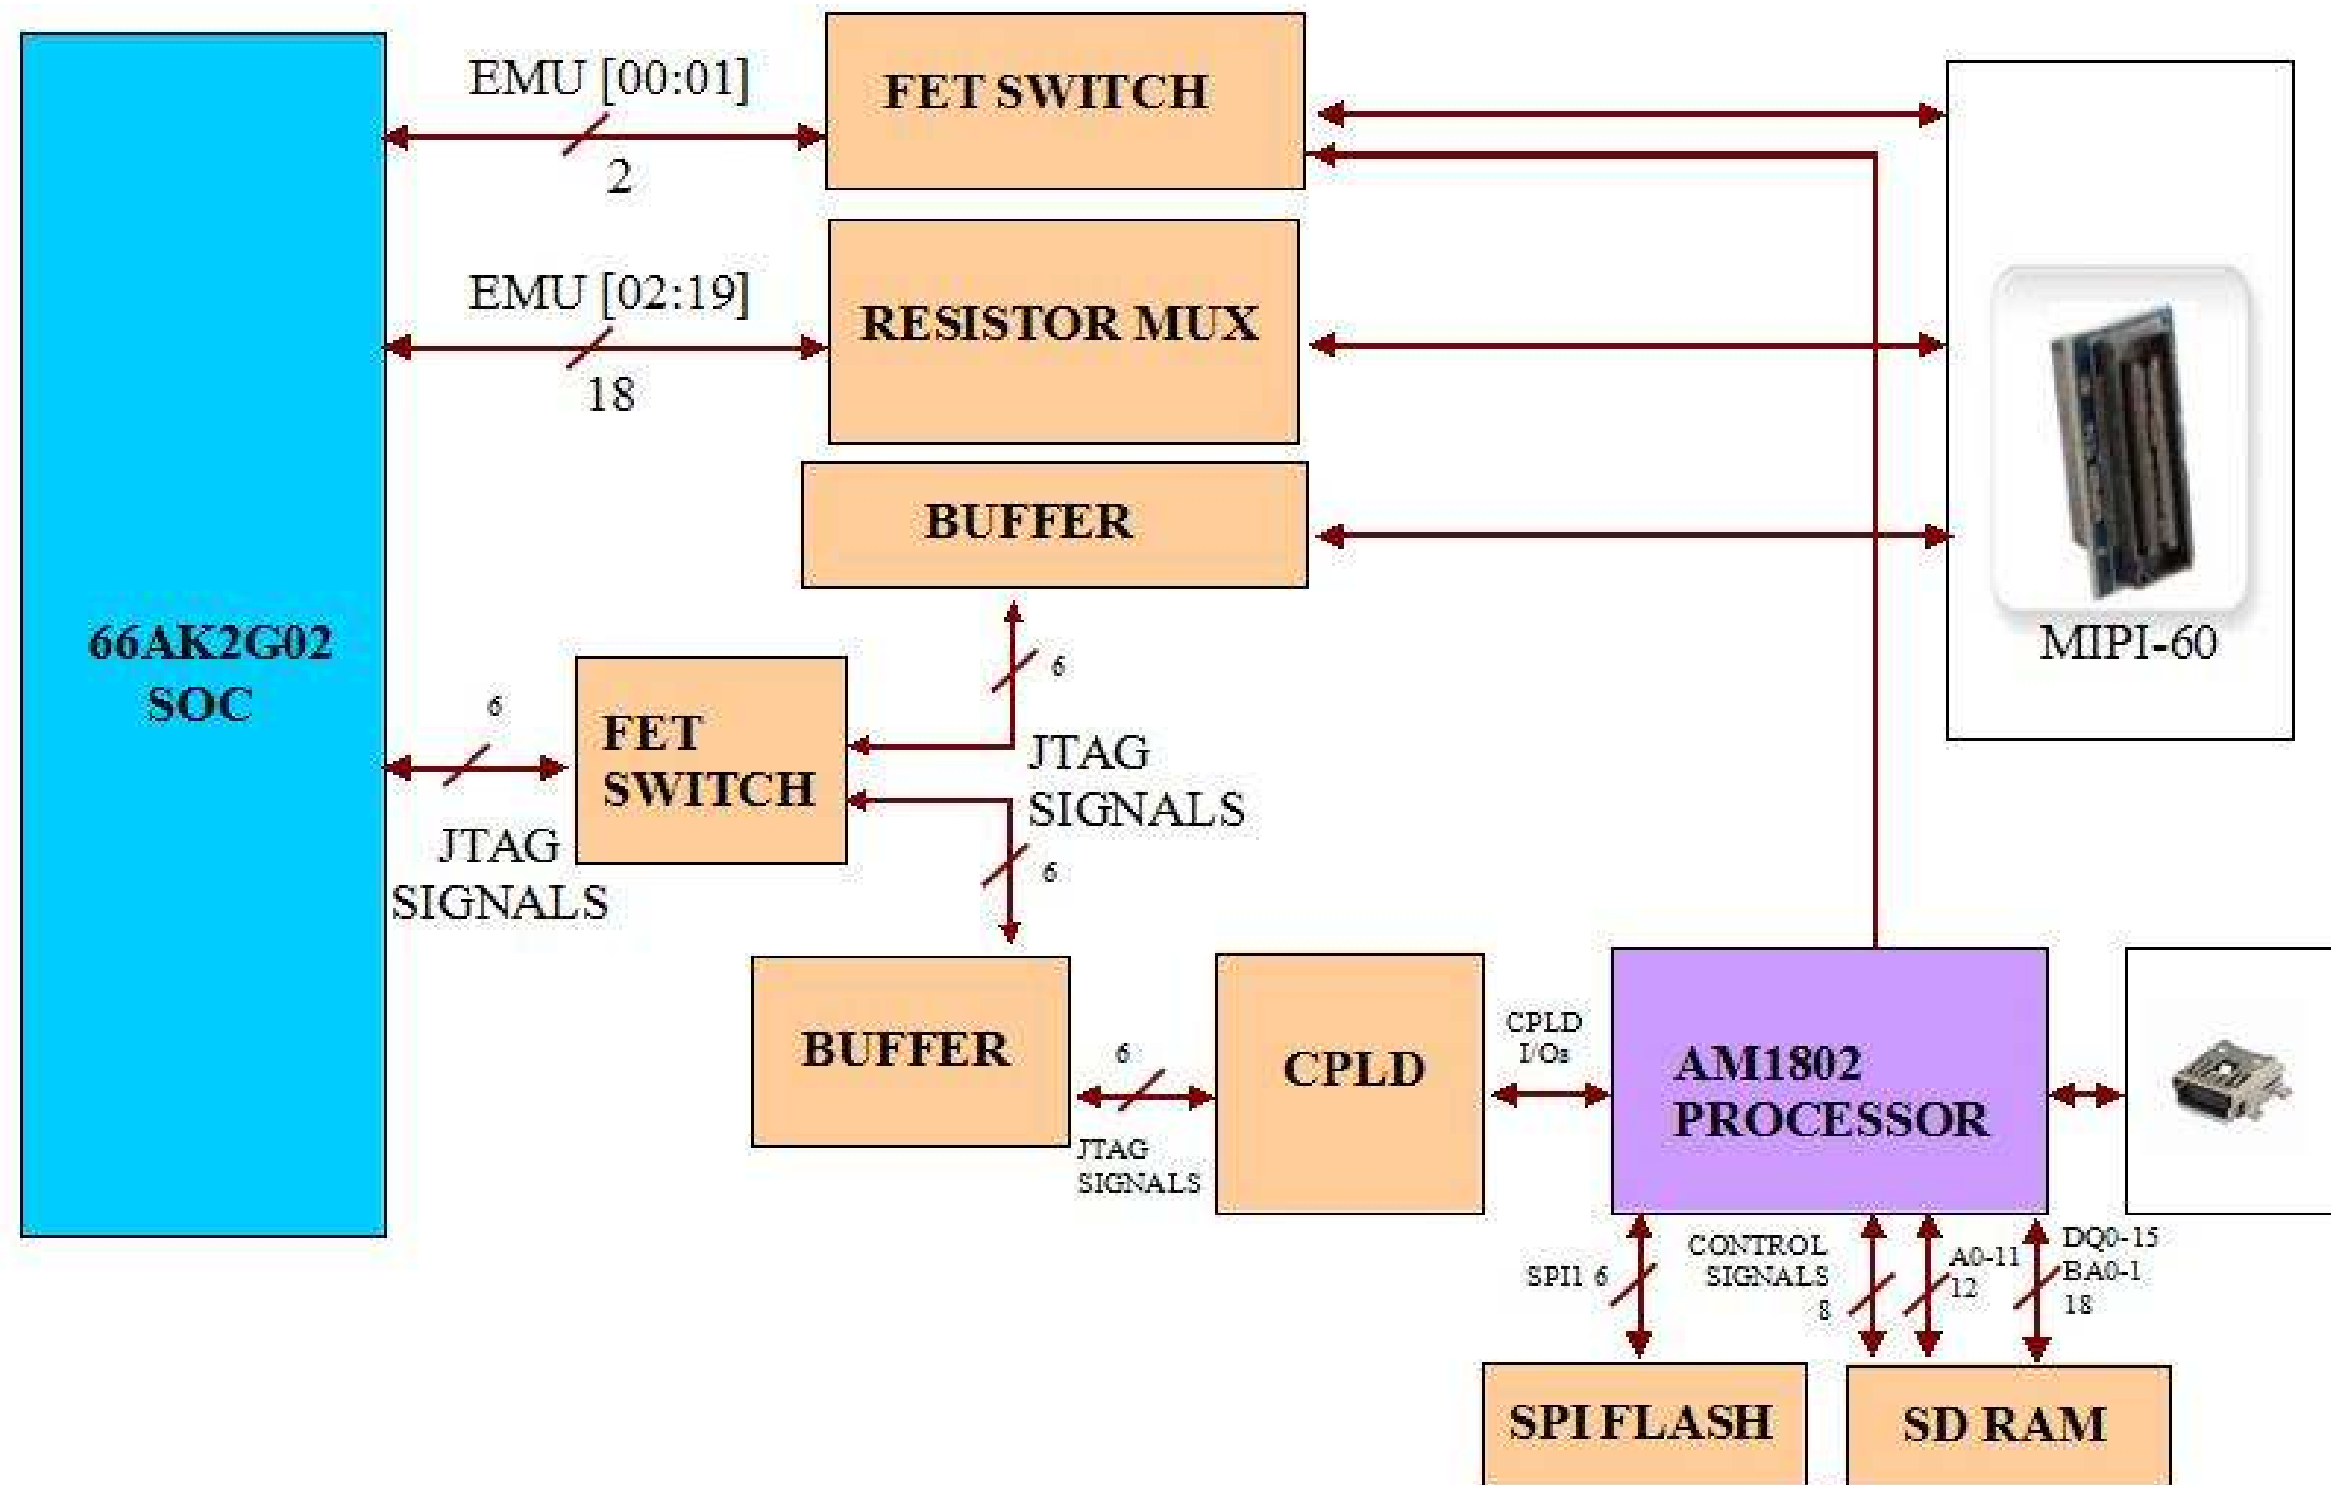 EMU [00:01]
2
FET SWITCH
EMU [02:19]
18
RESISTOR MUX
BUFFER
MIPI-60
66AK2G02
SOC
6
JTAG
SIGNALS
FET
SWITCH
6
JTAG
SIGNALS
6
BUFFER
6
JTAG
SIGNALS
CPLD
CPLD
I/Os
AM1802
PROCESSOR
SPI1 6
CONTROL
SIGNALS
8
A0-11
12
DQ0-15
BA0-1
18
SPI FLASH
SD RAM